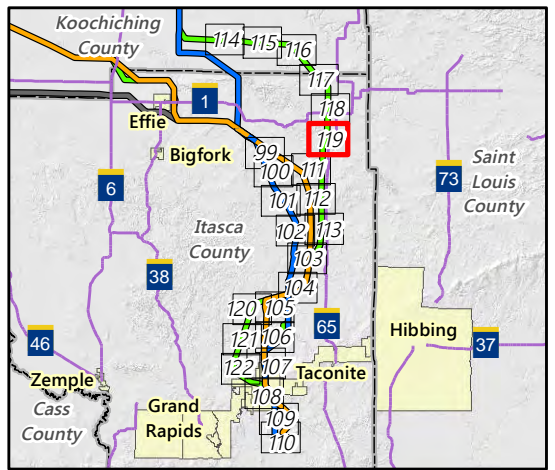 Koochiching
County
114
115
116
117
6
1
118
Effie
119
99
Bigfork
100
111
Saint
Louis
County
73
6
101
112
Itasca
County
102
113
38
103
104
120
105
65
Hibbing
46
121
106
37
Zemple
122
107
Taconite
Cass
County
Grand
Rapids
108
109
110